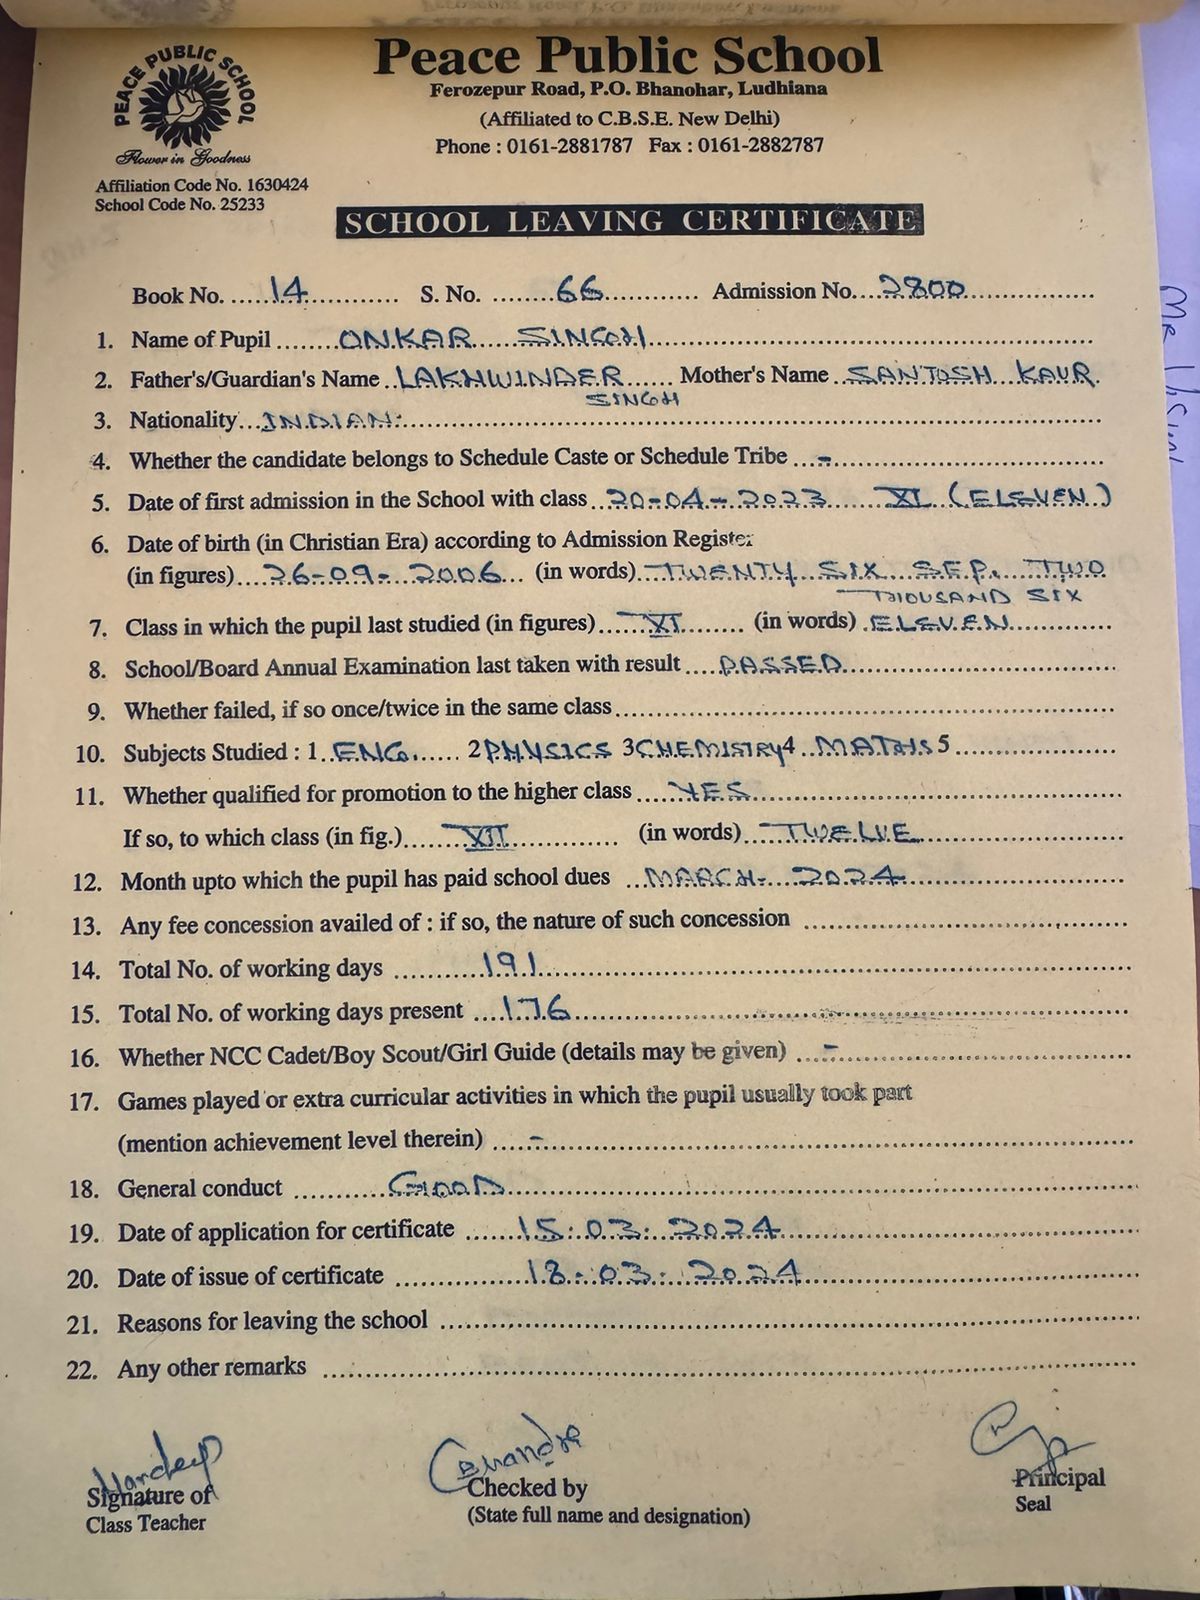 PEACE PUBLIC SCHOOL
Flower in Goodness
Affiliation Code No. 1630424
School Code No. 25233
Peace Public School
Ferozepur Road, P.O. Bhanohar, Ludhiana
(Affiliated to C.B.S.E. New Delhi)
Phone : 0161-2881787 Fax : 0161-2882787
SCHOOL LEAVING CERTIFICATE
Book No. 14 S. No. 66 Admission No. 2800
1. Name of Pupil ONKAR SINGH
2. Father's/Guardian's Name LAKHWINDER Mother's Name SANTOSH KAUR
SINGH
3. Nationality INDIAN
4. Whether the candidate belongs to Schedule Caste or Schedule Tribe -
5. Date of first admission in the School with class 20-04-2023 XI (ELEVEN)
6. Date of birth (in Christian Era) according to Admission Register
(in figures) 26-09-2006 (in words) TWENTY SIX SEP. TWO
THOUSAND SIX
7. Class in which the pupil last studied (in figures) XI (in words) ELEVEN
8. School/Board Annual Examination last taken with result PASSED
9. Whether failed, if so once/twice in the same class
10. Subjects Studied : 1 ENG. 2 PHYSICS 3 CHEMISTRY 4 MATHS 5
11. Whether qualified for promotion to the higher class YES
If so, to which class (in fig.) XII (in words) TWELVE
12. Month upto which the pupil has paid school dues MARCH-2024
13. Any fee concession availed of : if so, the nature of such concession
14. Total No. of working days 191
15. Total No. of working days present 176
16. Whether NCC Cadet/Boy Scout/Girl Guide (details may be given) -
17. Games played or extra curricular activities in which the pupil usually took part
(mention achievement level therein) -
18. General conduct GOOD
19. Date of application for certificate 15.03.2024
20. Date of issue of certificate 18-03-2024
21. Reasons for leaving the school
22. Any other remarks
Hardeep Chandra
Signature of Checked by Principal
Class Teacher (State full name and designation) Seal